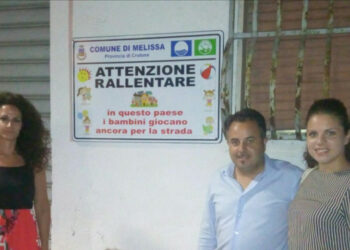 COMUNE DI MELISSA
Provincia di Crotone
ATTENZIONE
RALLENTARE
in questo paese
i bambini giocano
ancora per la strada